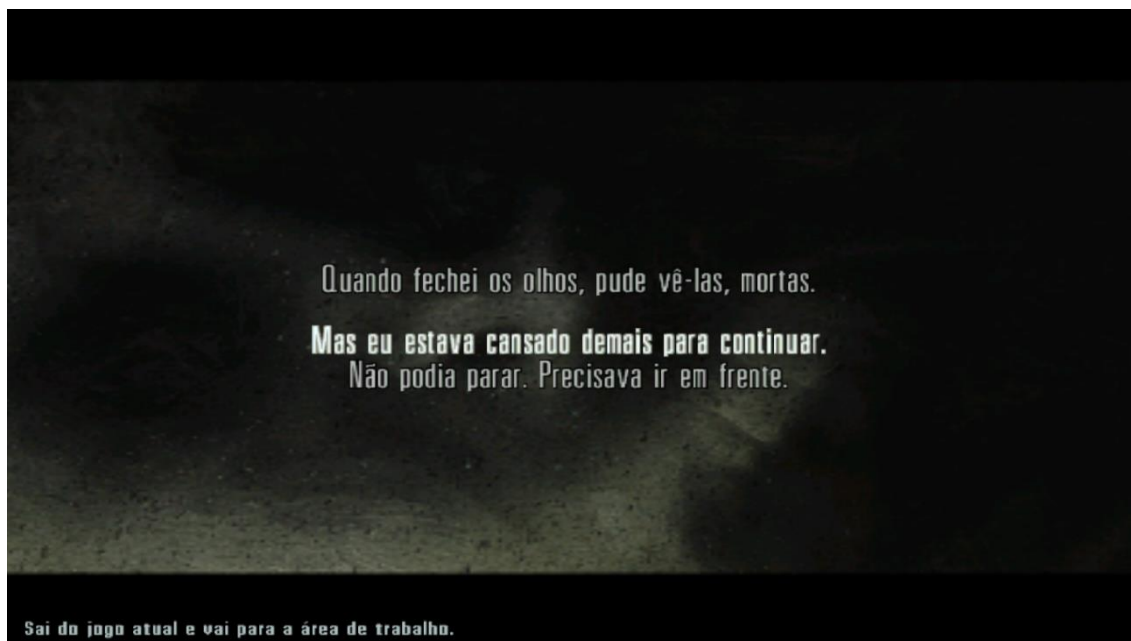 Quando fechei os olhos, pude vê-las, mortas.
Mas eu estava cansado demais para continuar.
Não podia parar. Precisava ir em frente.
Sai do jogo atual e vai para a área de trabalho.